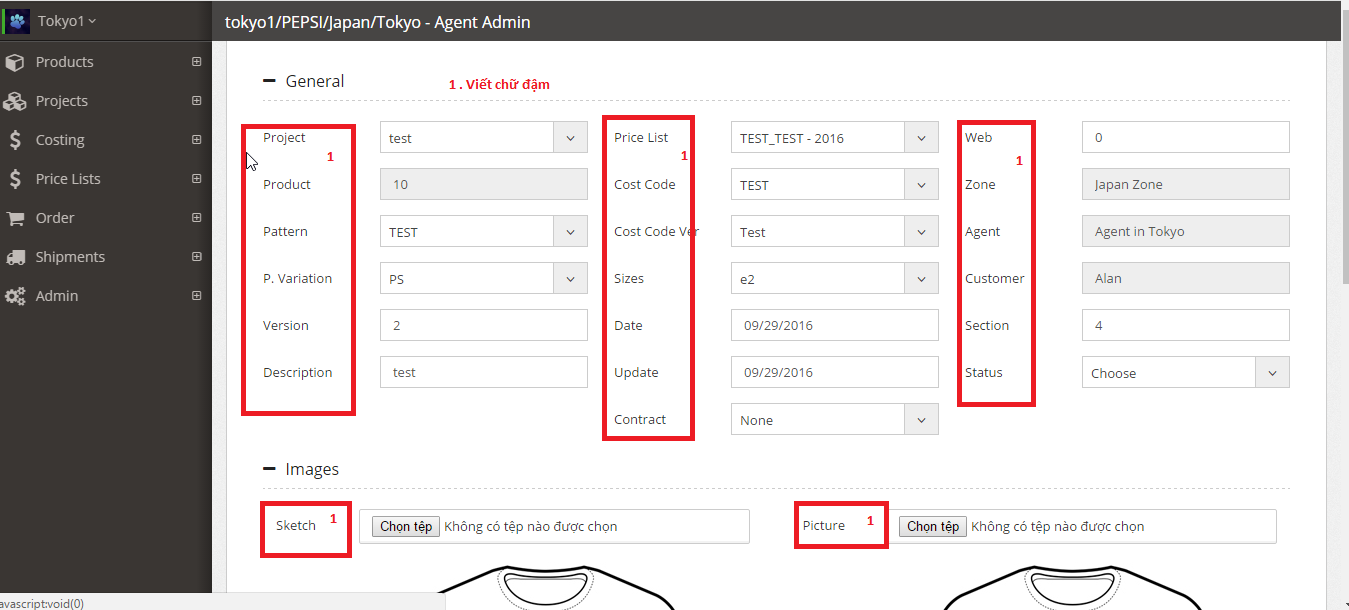 Tokyo1
tokyo1/PEPSI/Japan/Tokyo - Agent Admin
Products
Projects
Costing
Price Lists
Order
Shipments
Admin
General
1 . Viết chữ đậm
Project 1 test Price List 1 TEST_TEST - 2016 Web 1 0
Product 10 Cost Code TEST Zone Japan Zone
Pattern TEST Cost Code Ver Test Agent Agent in Tokyo
P. Variation PS Sizes e2 Customer Alan
Version 2 Date 09/29/2016 Section 4
Description test Update 09/29/2016 Status Choose
Contract None
Images
Sketch 1 Chọn tệp Không có tệp nào được chọn Picture 1 Chọn tệp Không có tệp nào được chọn
avascript:void(0)